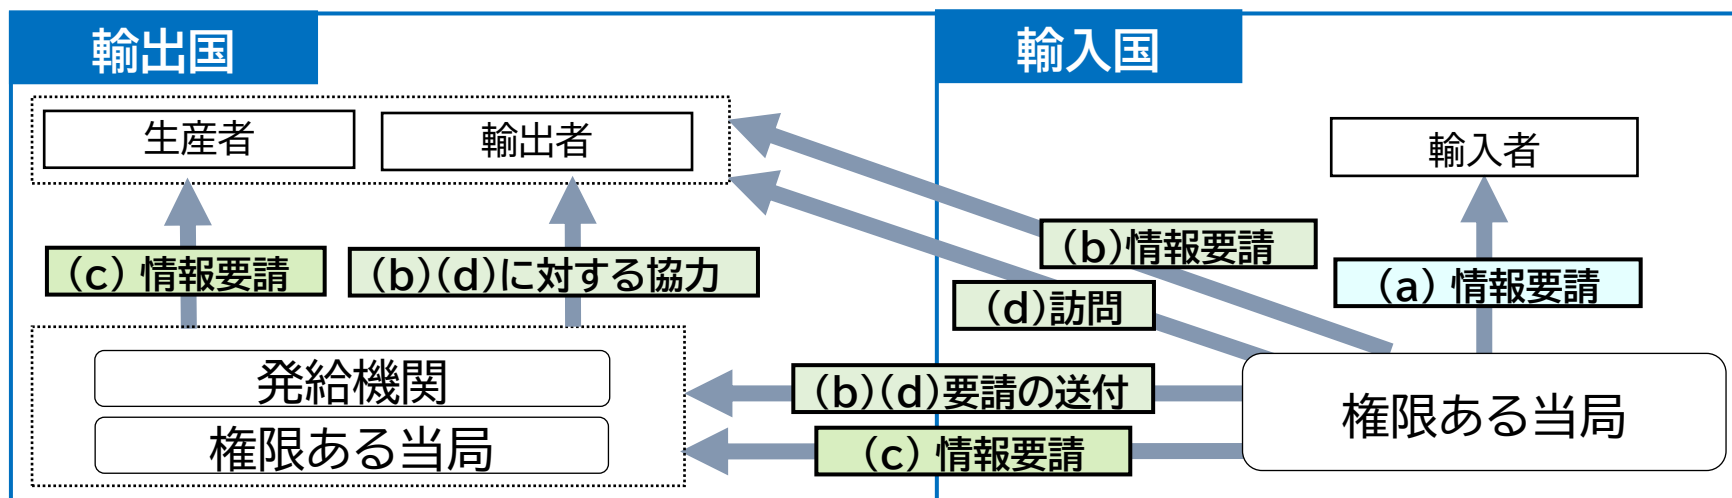 輸出国
輸入国
生産者
輸出者
輸入者
(c) 情報要請
(b)(d)に対する協力
(b)情報要請
(a) 情報要請
(d)訪問
発給機関
権限ある当局
(b)(d)要請の送付
(c) 情報要請
権限ある当局